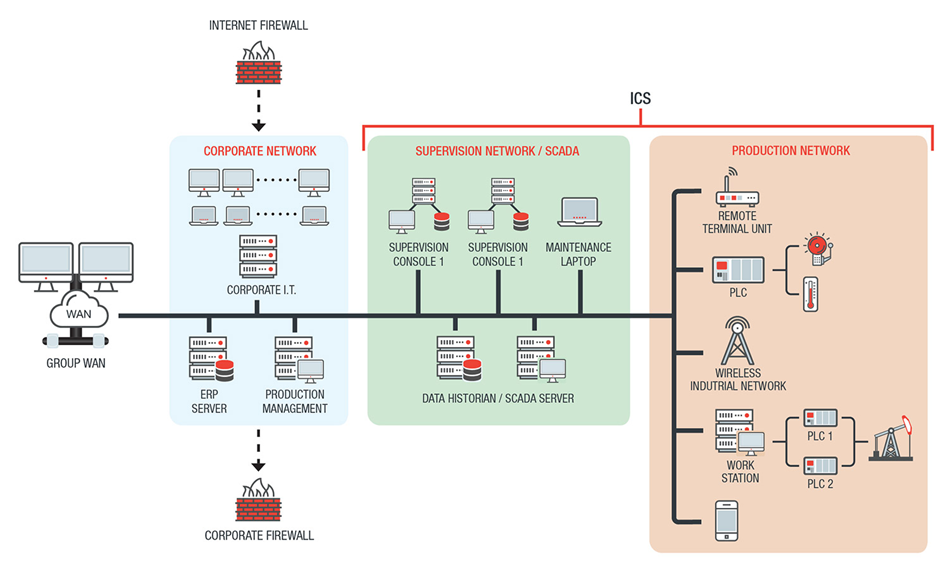 INTERNET FIREWALL
ICS
CORPORATE NETWORK
SUPERVISION NETWORK / SCADA
PRODUCTION NETWORK
REMOTE
TERMINAL UNIT
SUPERVISION
CONSOLE 1
SUPERVISION
CONSOLE 1
MAINTENANCE
LAPTOP
CORPORATE I.T.
PLC
WAN
GROUP WAN
WIRELESS
INDUTRIAL NETWORK
ERP
SERVER
PRODUCTION
MANAGEMENT
DATA HISTORIAN / SCADA SERVER
PLC 1
WORK
STATION
PLC 2
CORPORATE FIREWALL